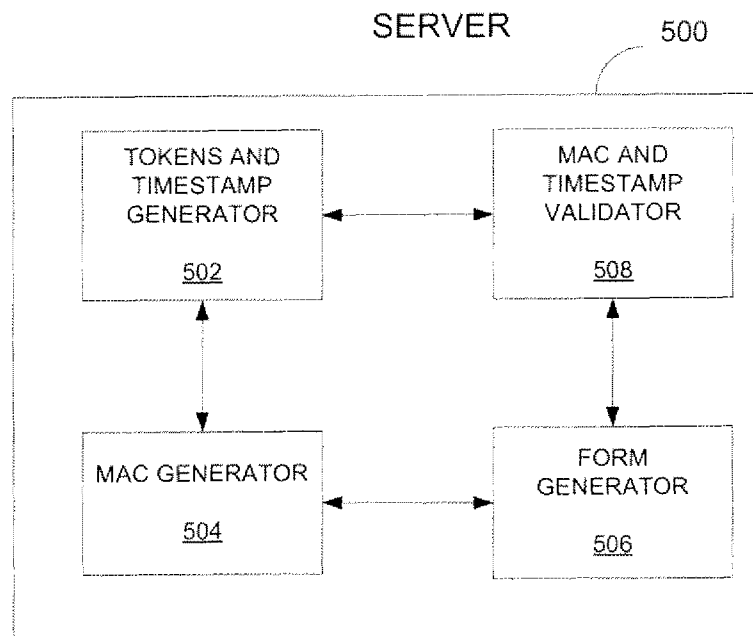 SERVER
500
TOKENS AND
TIMESTAMP
GENERATOR
502
MAC AND
TIMESTAMP
VALIDATOR
508
MAC GENERATOR
504
FORM
GENERATOR
506